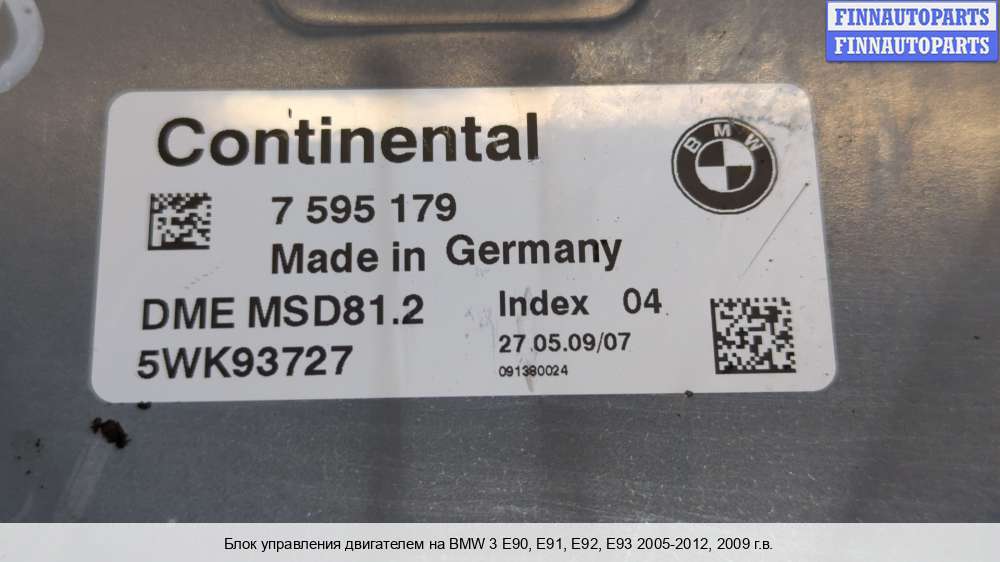 FINNAUTOPARTS
FINNAUTOPARTS
Continental
BMW
7 595 179
Made in Germany
DME MSD81.2
Index 04
5WK93727
27.05.09/07
091380024
Блок управления двигателем на BMW 3 E90, E91, E92, E93 2005-2012, 2009 г.в.